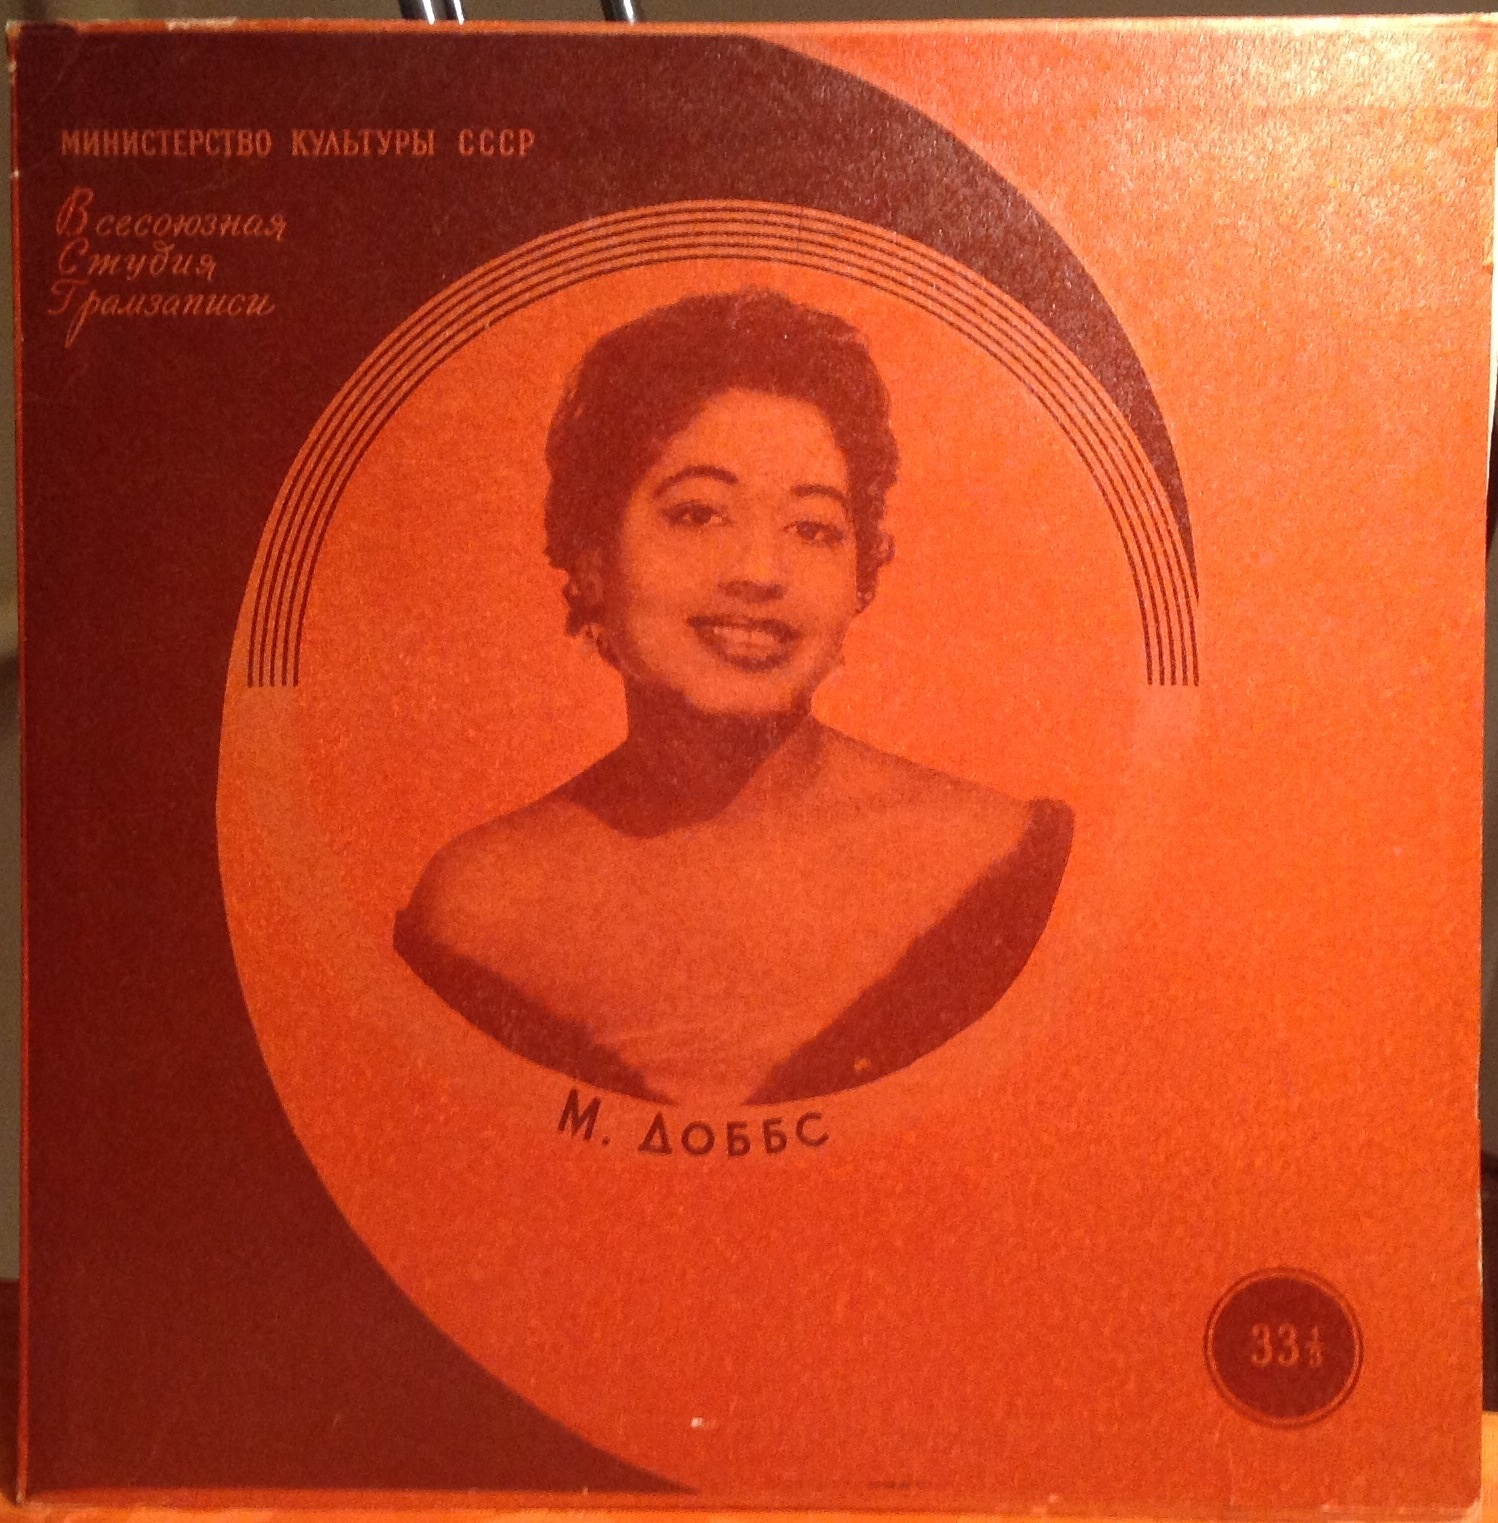 МИНИСТЕРСТВО КУЛЬТУРЫ СССР
Всесоюзная
Студия
Грамзаписи
М. ДОББС
33⅓